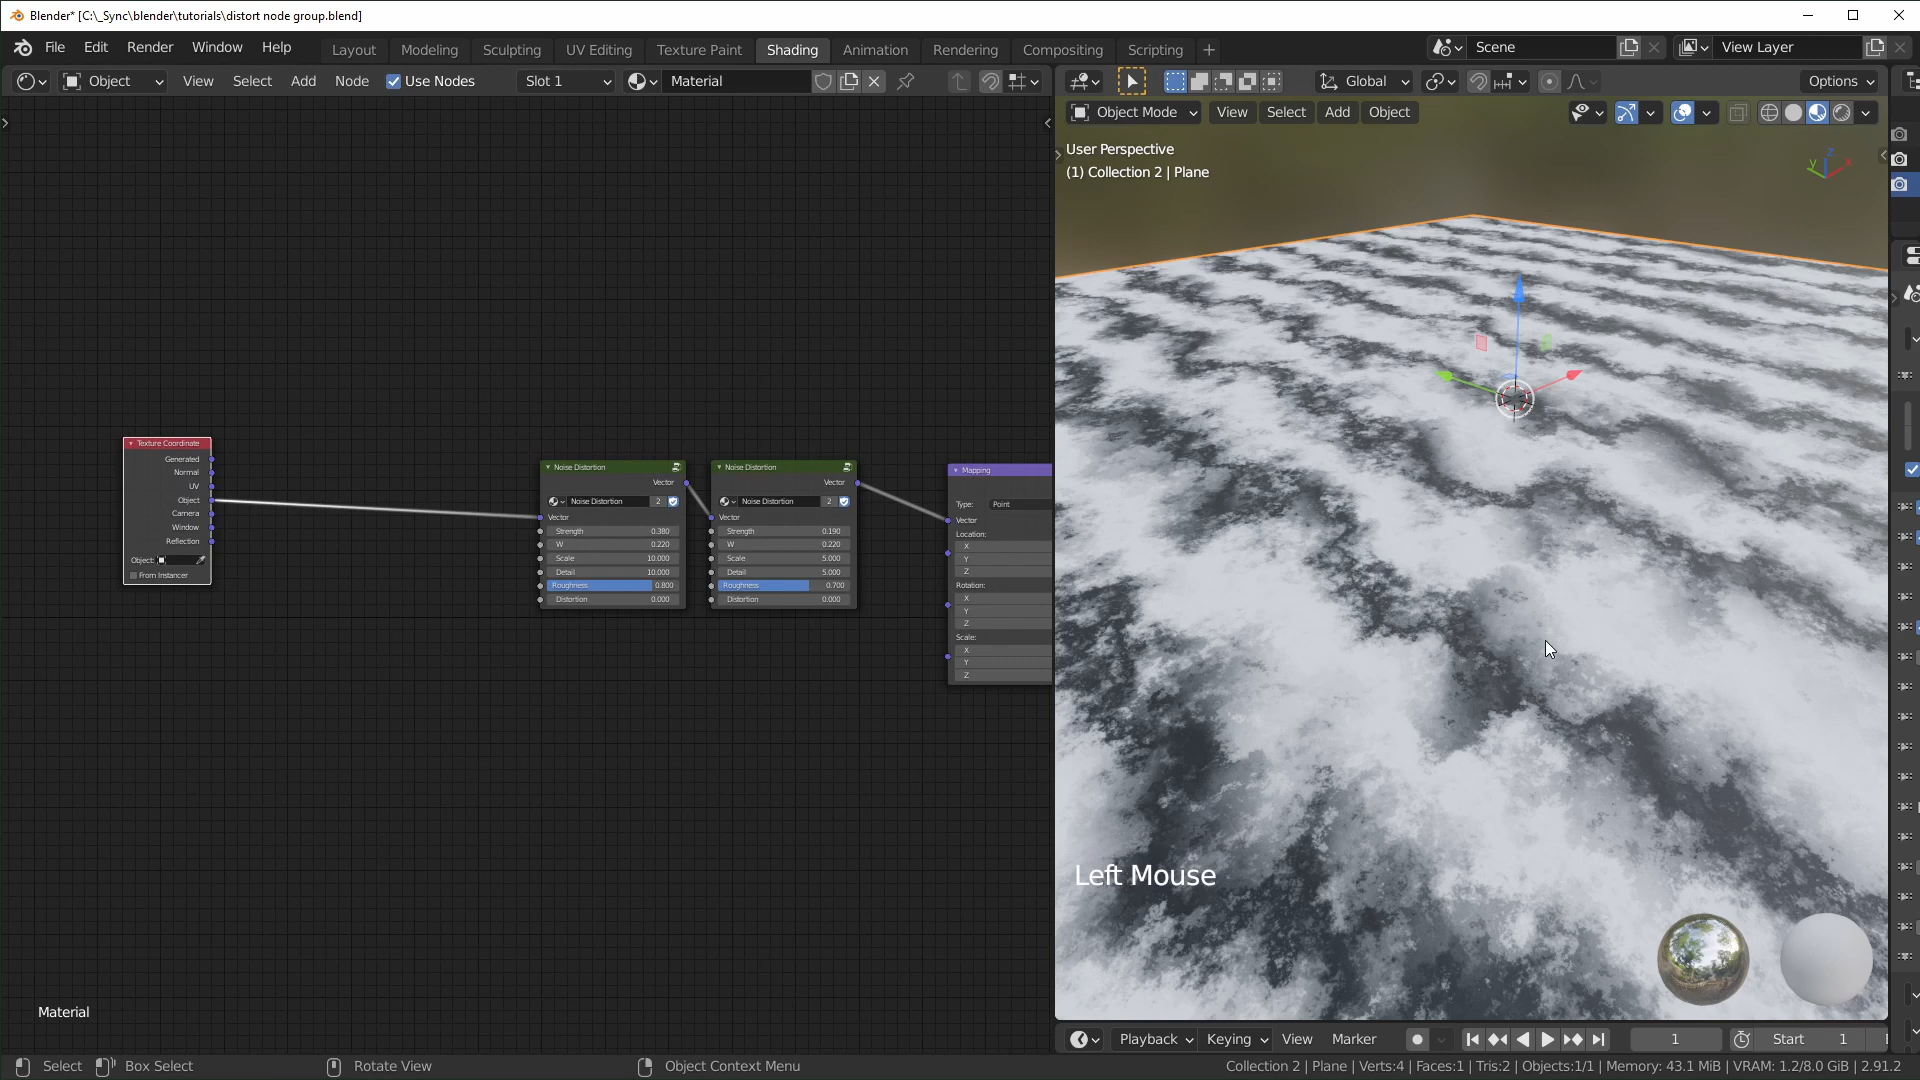 Blender* [C:\_Sync\blender\tutorials\distort node group.blend]
File Edit Render Window Help Layout Modeling Sculpting UV Editing Texture Paint Shading Animation Rendering Compositing Scripting + Scene View Layer
Object View Select Add Object Node Use Nodes Slot 1 Material Global Options
Object Mode View Select Add Object
User Perspective
(1) Collection 2 | Plane
Z
Y
X
Texture Coordinate
Generated
Normal
UV
Object
Camera
Window
Reflection
Object:
From Instancer
Noise Distortion
Vector
Noise Distortion 2
Vector
Strength 0.380
W 0.220
Scale 10.000
Detail 10.000
Roughness 0.800
Distortion 0.000
Noise Distortion
Vector
Noise Distortion 2
Vector
Strength 0.190
W 0.220
Scale 5.000
Detail 5.000
Roughness 0.700
Distortion 0.000
Mapping
Type: Point
Vector
Location:
X
Y
Z
Rotation:
X
Y
Z
Scale:
X
Y
Z
Left Mouse
Material
Playback Keying View Marker 1 Start 1
Select Box Select Rotate View Object Context Menu Collection 2 | Plane | Verts:4 | Faces:1 | Tris:2 | Objects:1/1 | Memory: 43.1 MiB | VRAM: 1.2/8.0 GiB | 2.91.2